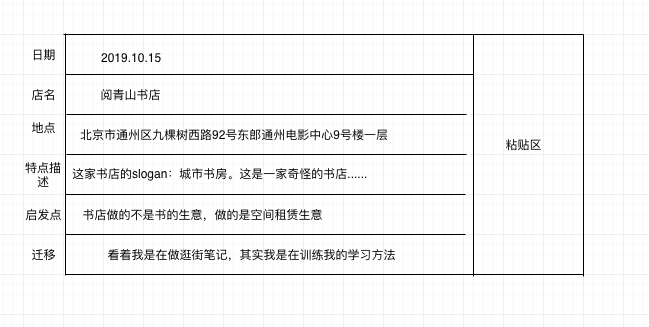 日期
2019.10.15
店名
阅青山书店
地点
北京市通州区九棵树西路92号东郎通州电影中心9号楼一层
粘贴区
特点描
述
这家书店的slogan：城市书房。这是一家奇怪的书店......
启发点
书店做的不是书的生意，做的是空间租赁生意
迁移
看着我是在做逛街笔记，其实我是在训练我的学习方法